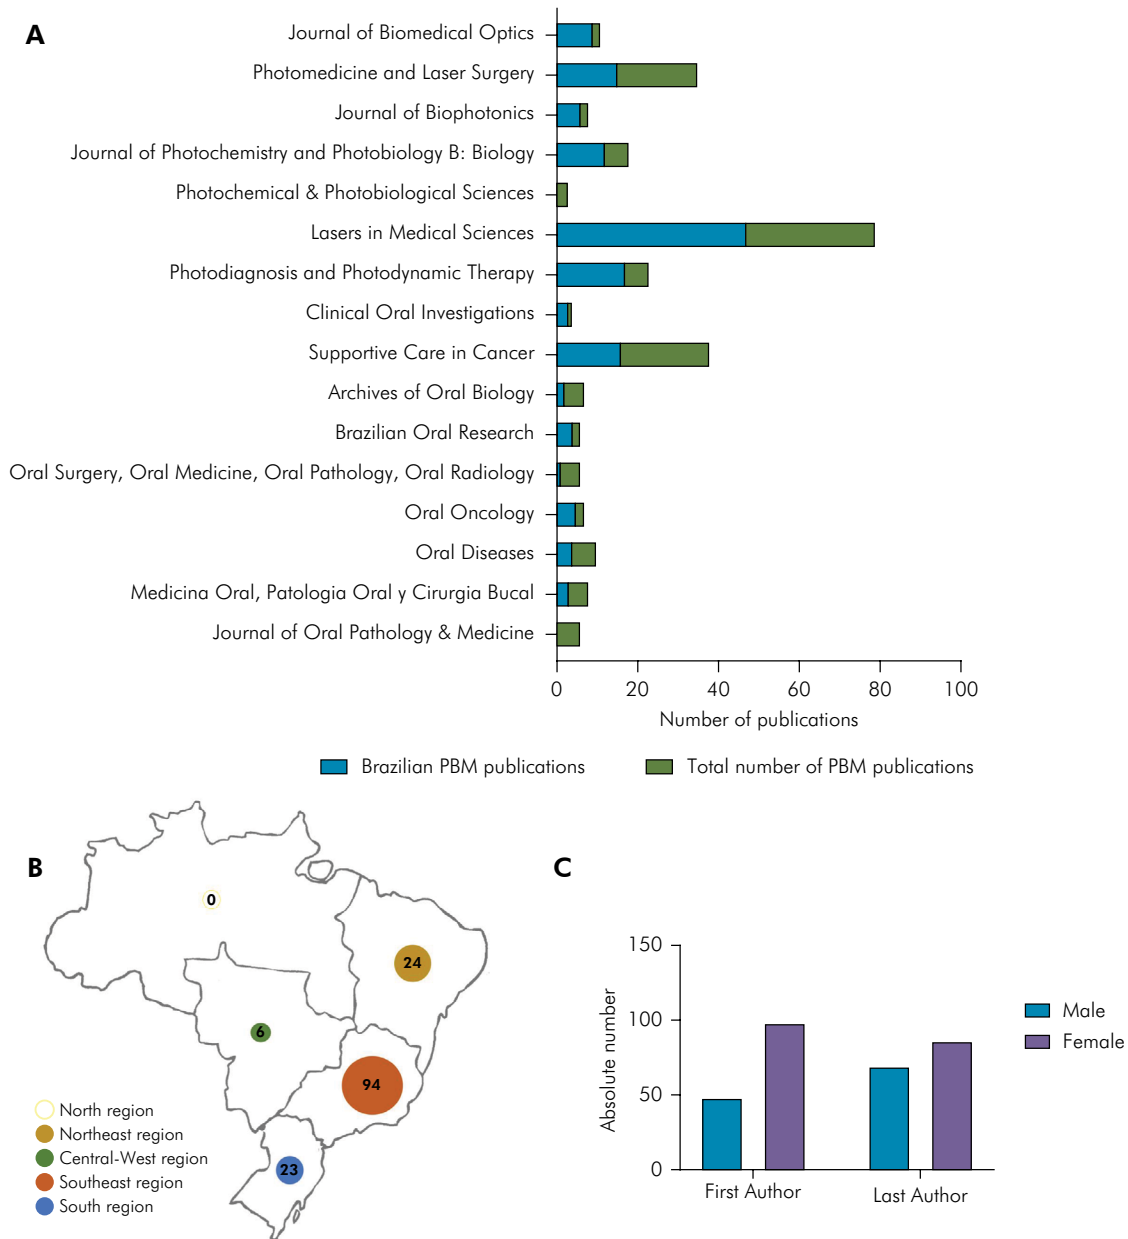 A
Journal of Biomedical Optics
Photomedicine and Laser Surgery
Journal of Biophotonics
Journal of Photochemistry and Photobiology B: Biology
Photochemical & Photobiological Sciences
Lasers in Medical Sciences
Photodiagnosis and Photodynamic Therapy
Clinical Oral Investigations
Supportive Care in Cancer
Archives of Oral Biology
Brazilian Oral Research
Oral Surgery, Oral Medicine, Oral Pathology, Oral Radiology
Oral Oncology
Oral Diseases
Medicina Oral, Patologia Oral y Cirurgia Bucal
Journal of Oral Pathology & Medicine
0 20 40 60 80 100
Number of publications
Brazilian PBM publications Total number of PBM publications
B
0
24
6
94
23
North region
Northeast region
Central-West region
Southeast region
South region
C
150
100
50
0
Absolute number
First Author Last Author
Male
Female